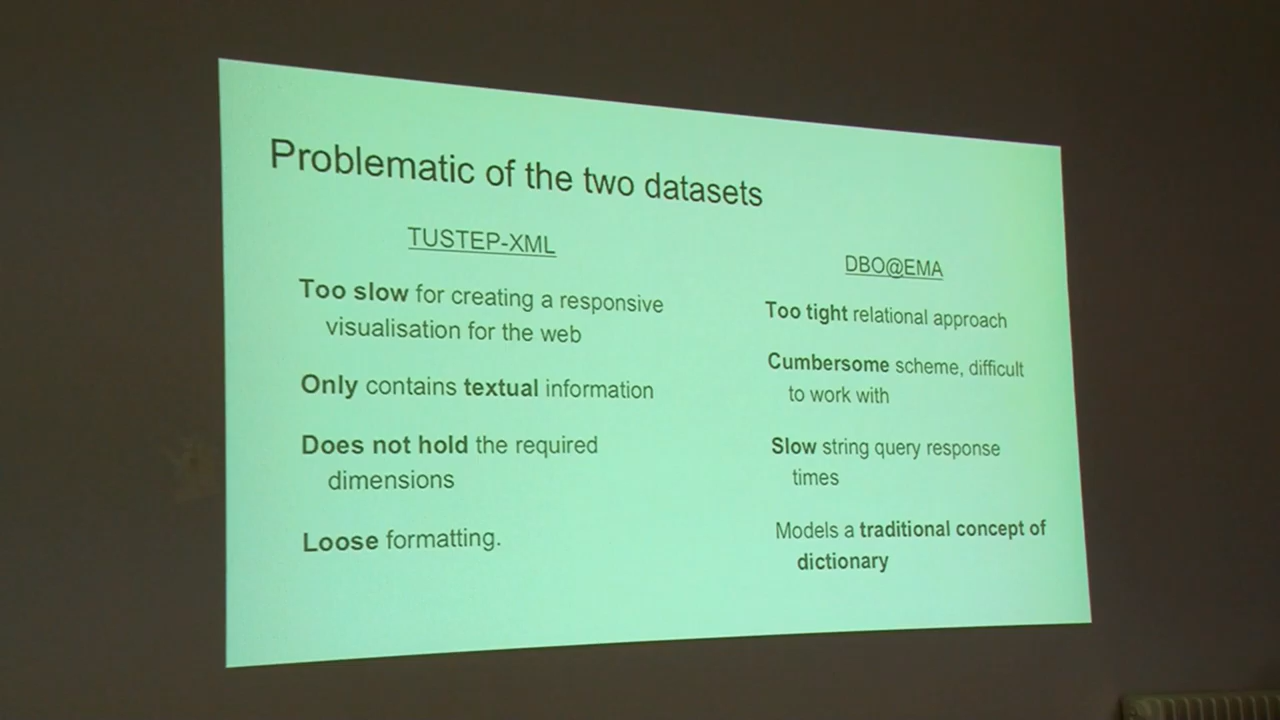 Problematic of the two datasets
TUSTEP-XML
Too slow for creating a responsive
visualisation for the web
Only contains textual information
Does not hold the required
dimensions
Loose formatting.
DBO@EMA
Too tight relational approach
Cumbersome scheme, difficult
to work with
Slow string query response
times
Models a traditional concept of
dictionary